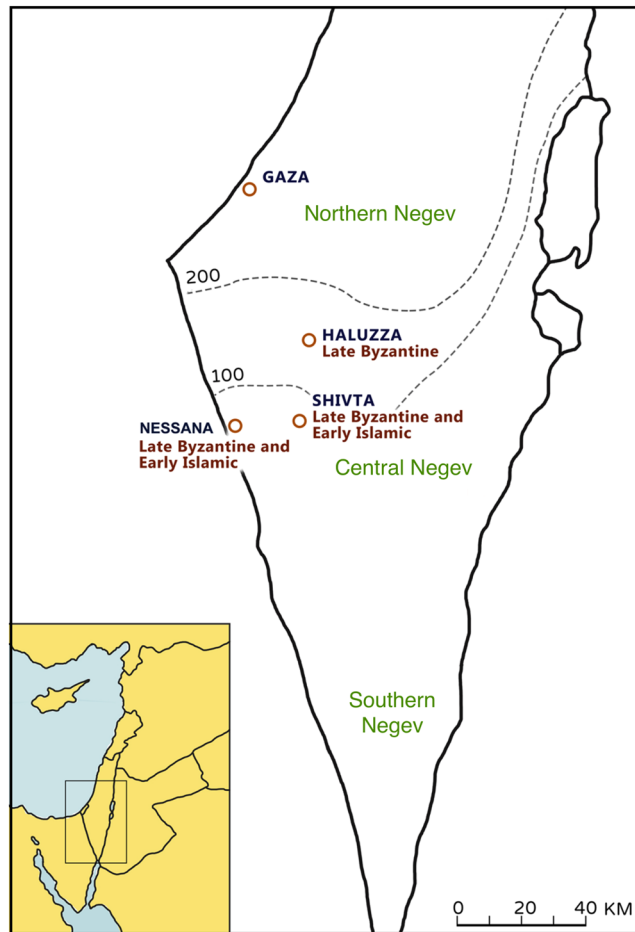 GAZA
Northern Negev
200
HALUZZA
Late Byzantine
100
SHIVTA
Late Byzantine and
Early Islamic
NESSANA
Late Byzantine and
Early Islamic
Central Negev
Southern
Negev
0 20 40 KM